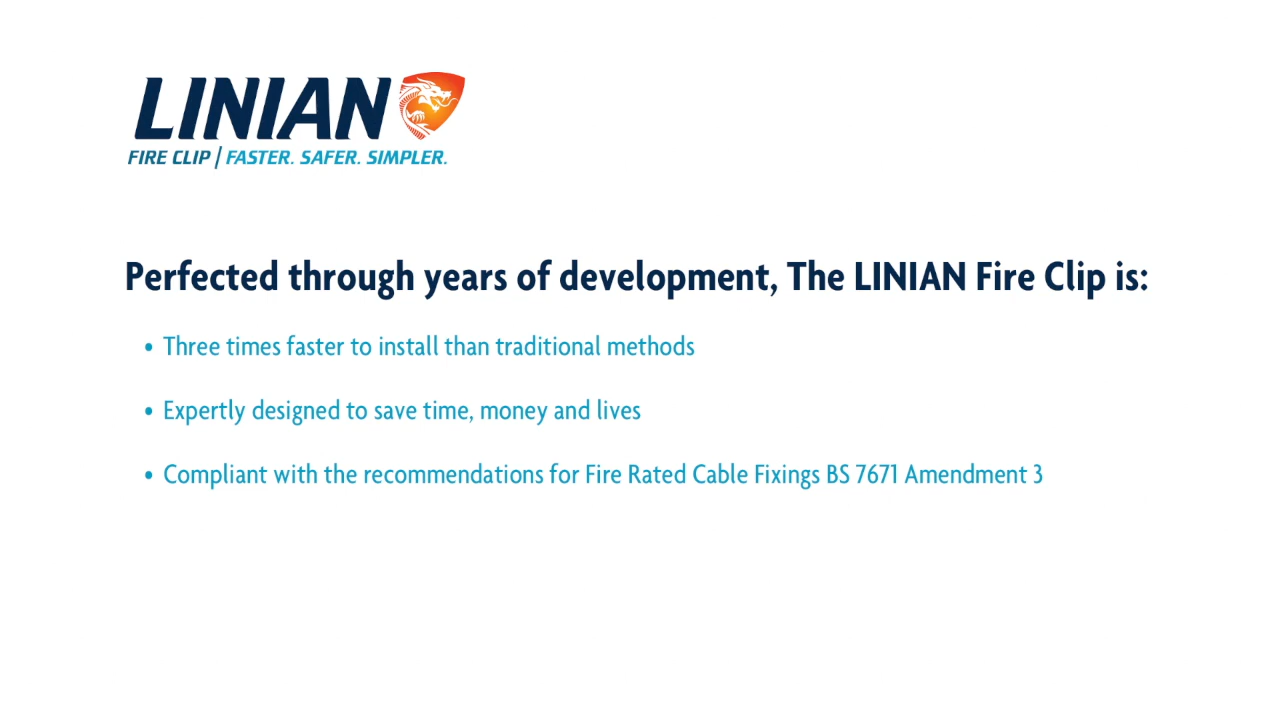 LINIAN
FIRE CLIP | FASTER. SAFER. SIMPLER.
Perfected through years of development, The LINIAN Fire Clip is:
• Three times faster to install than traditional methods
• Expertly designed to save time, money and lives
• Compliant with the recommendations for Fire Rated Cable Fixings BS 7671 Amendment 3